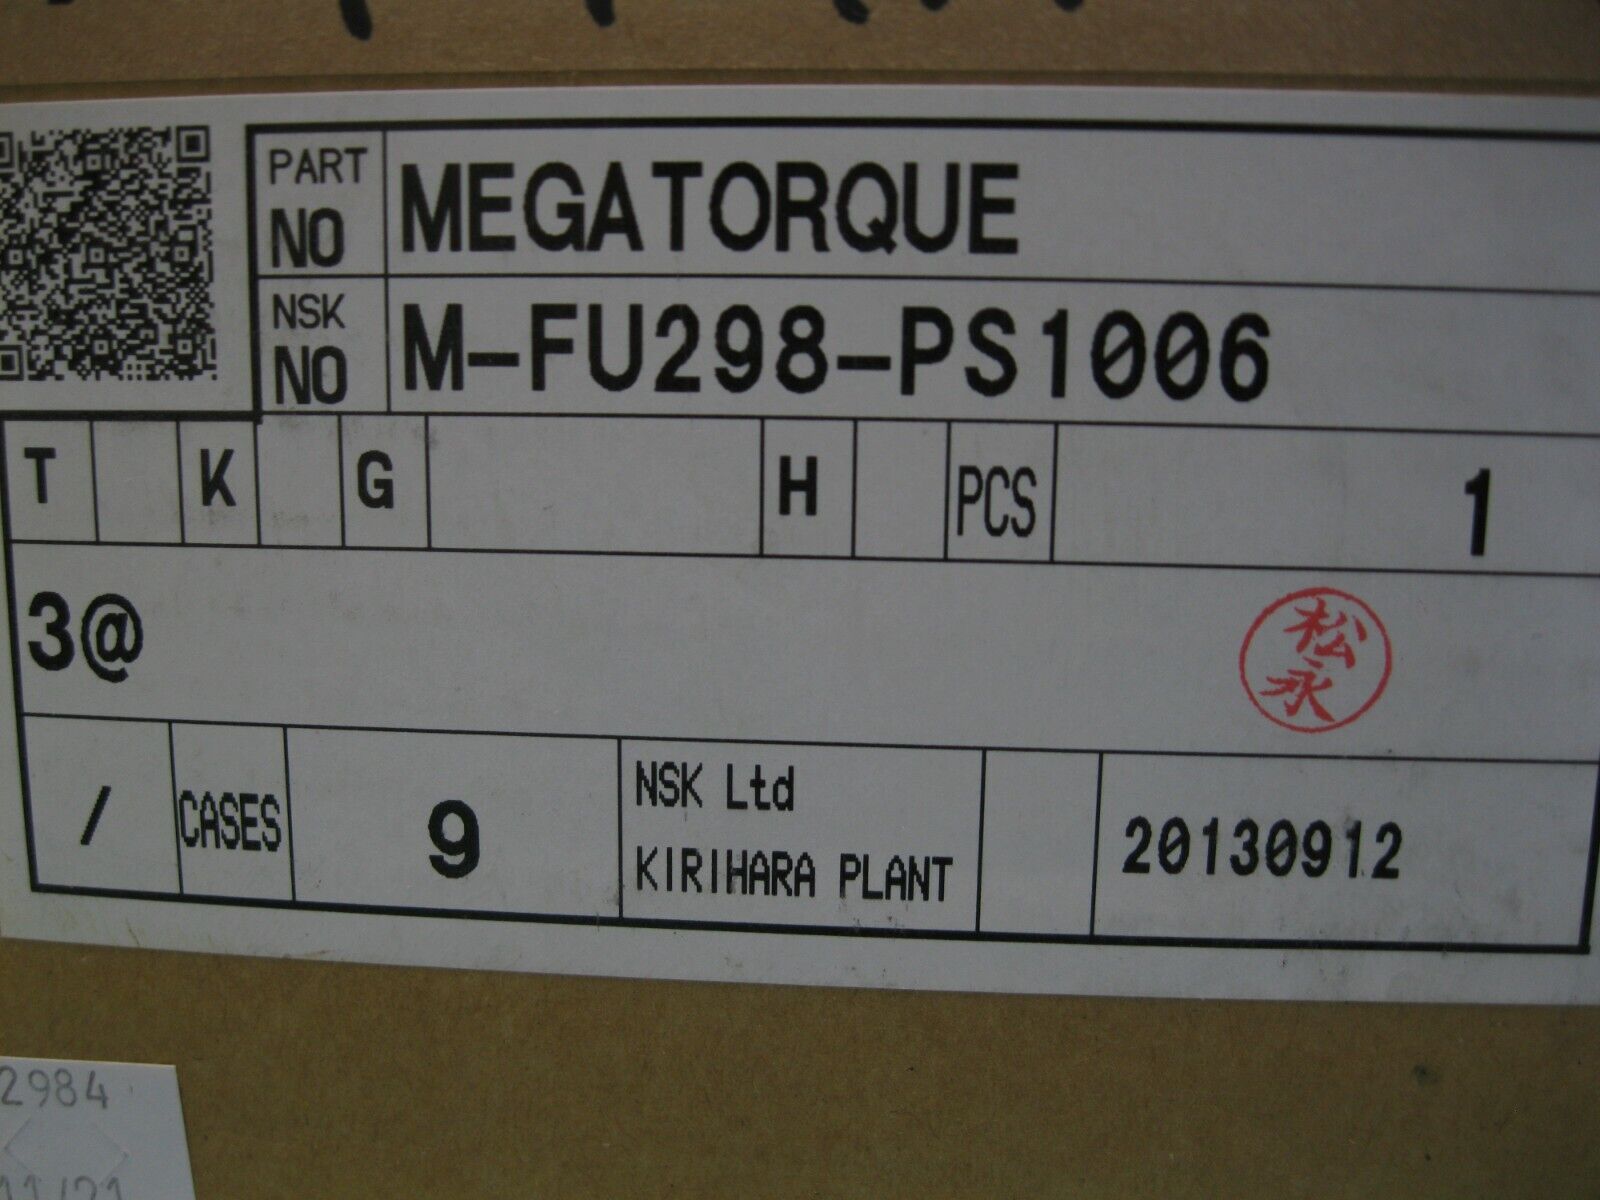 PART NO MEGATORQUE
NSK NO M-FU298-PS1006
T K G H PCS 1
3@
松永
/ CASES 9 NSK Ltd KIRIHARA PLANT 20130912
2984